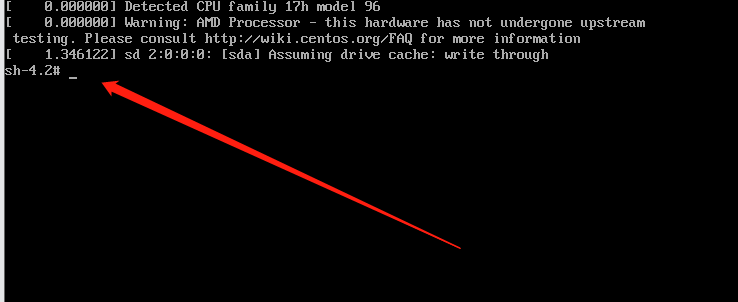 [    0.000000] Detected CPU family 17h model 96
[    0.000000] Warning: AMD Processor - this hardware has not undergone upstream
 testing. Please consult http://wiki.centos.org/FAQ for more information
[    1.346122] sd 2:0:0:0: [sda] Assuming drive cache: write through
sh-4.2# _